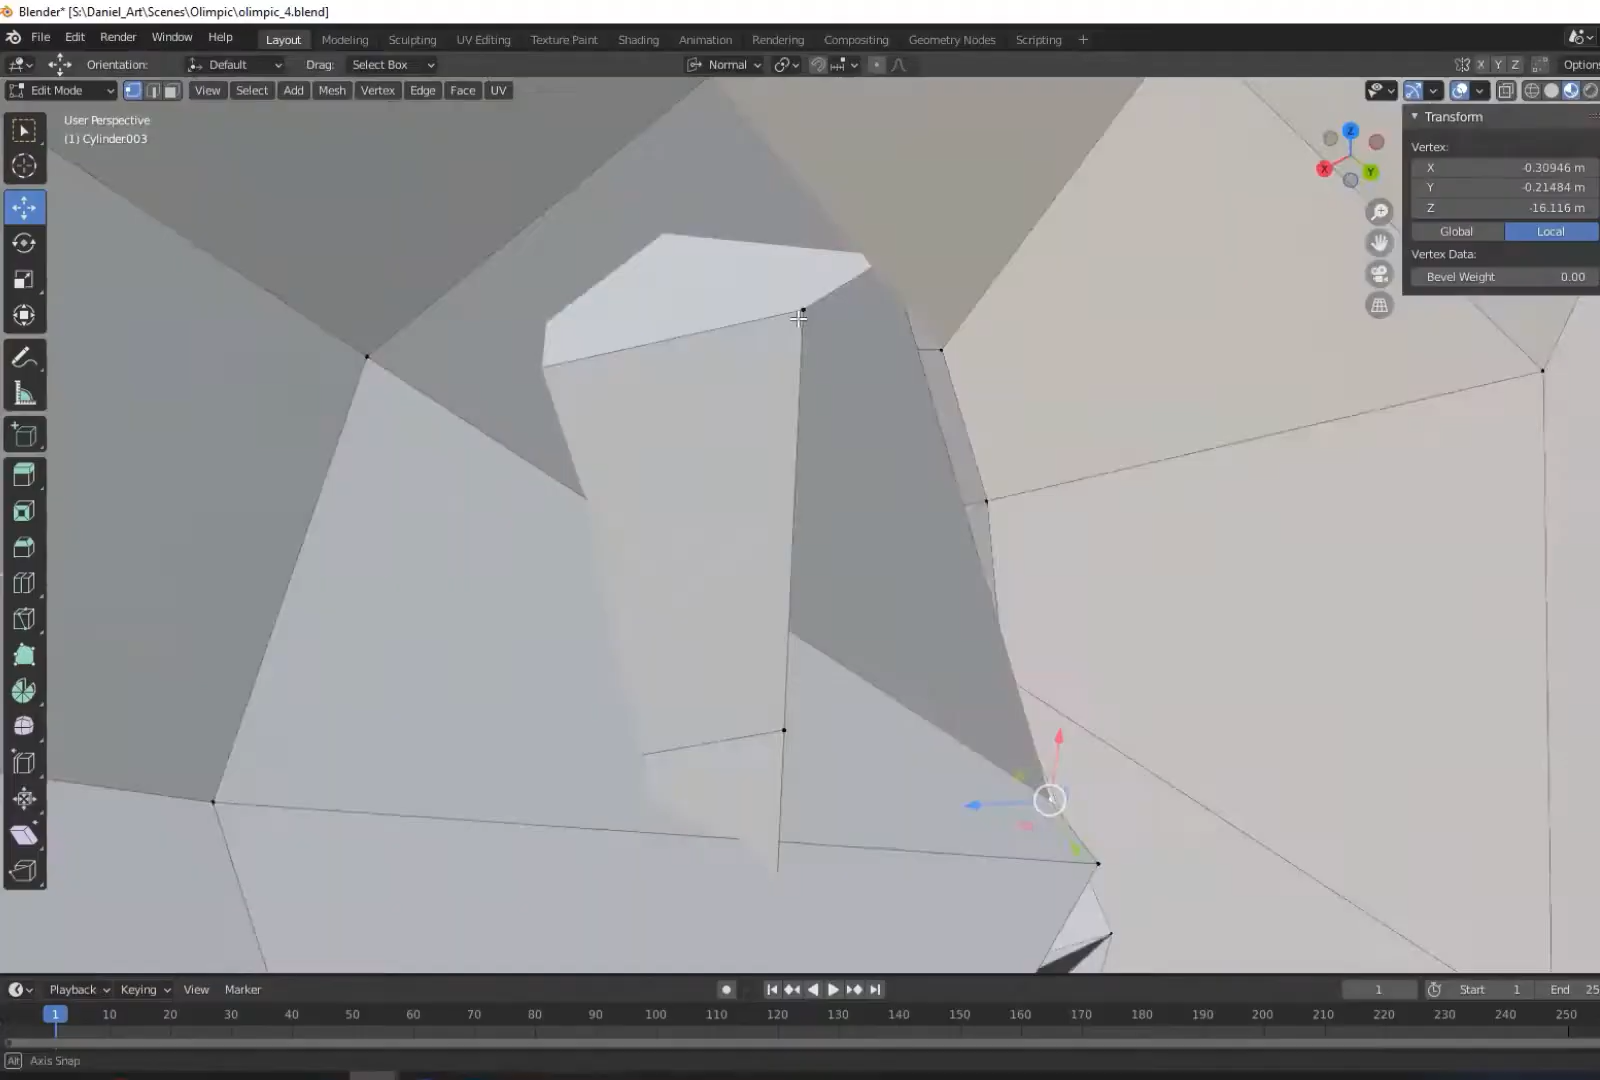 Blender* [S:\Daniel_Art\Scenes\Olimpic\olimpic_4.blend]
File Edit Render Window Help Layout Modeling Sculpting UV Editing Texture Paint Shading Animation Rendering Compositing Geometry Nodes Scripting +
Orientation: Default Drag: Select Box Normal X Y Z Options
Edit Mode View Select Add Mesh Vertex Edge Face UV
User Perspective
(1) Cylinder.003
Z
X Y
Transform
Vertex:
X -0.30946 m
Y -0.21484 m
Z -16.116 m
Global Local
Vertex Data:
Bevel Weight 0.00
Playback Keying View Marker 1 Start 1 End 25
1 10 20 30 40 50 60 70 80 90 100 110 120 130 140 150 160 170 180 190 200 210 220 230 240 250
Alt Axis Snap